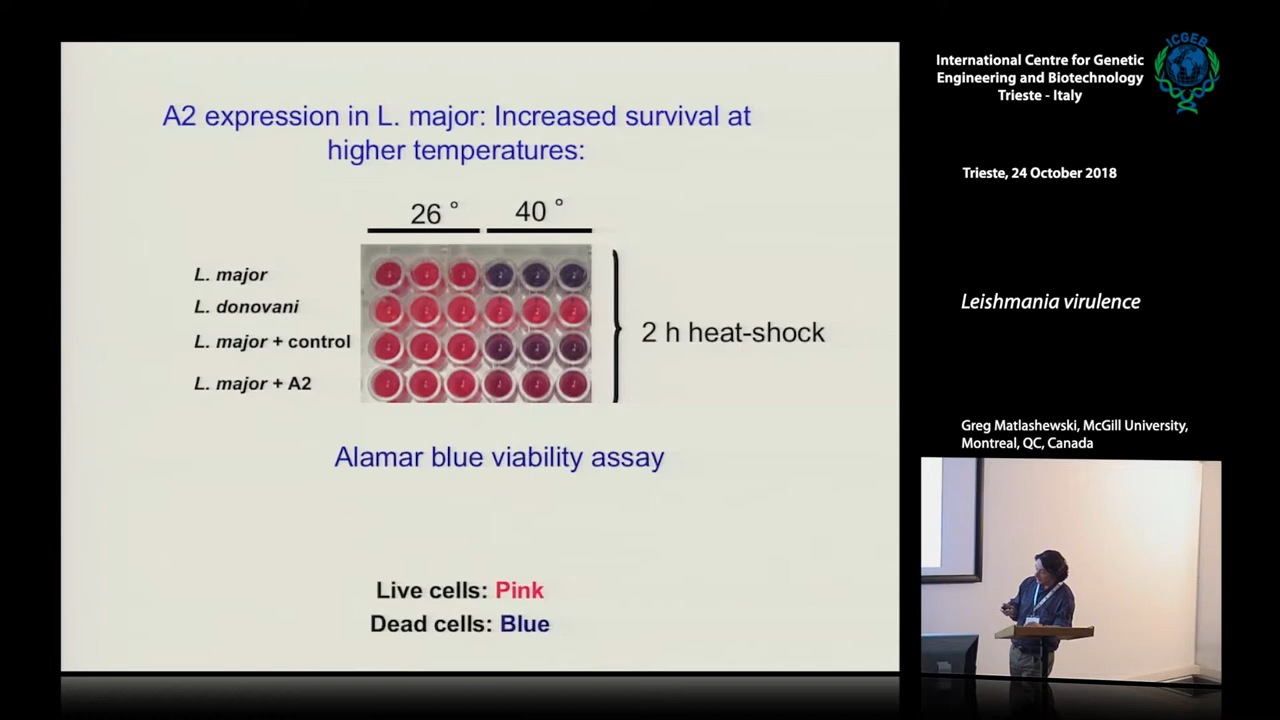 A2 expression in L. major: Increased survival at
higher temperatures:
26 °
40 °
L. major
L. donovani
L. major + control
L. major + A2
2 h heat-shock
Alamar blue viability assay
Live cells: Pink
Dead cells: Blue
International Centre for Genetic
Engineering and Biotechnology
Trieste - Italy
ICGEB
Trieste, 24 October 2018
Leishmania virulence
Greg Matlashewski, McGill University,
Montreal, QC, Canada